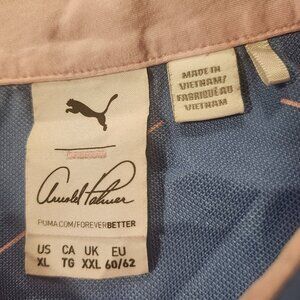 MADE IN
VIETNAM/
FABRIQUÉ AU
VIETNAM
Arnold Palmer
PUMA.COM/FOREVERBETTER
US CA UK EU
XL TG XXL 60/62